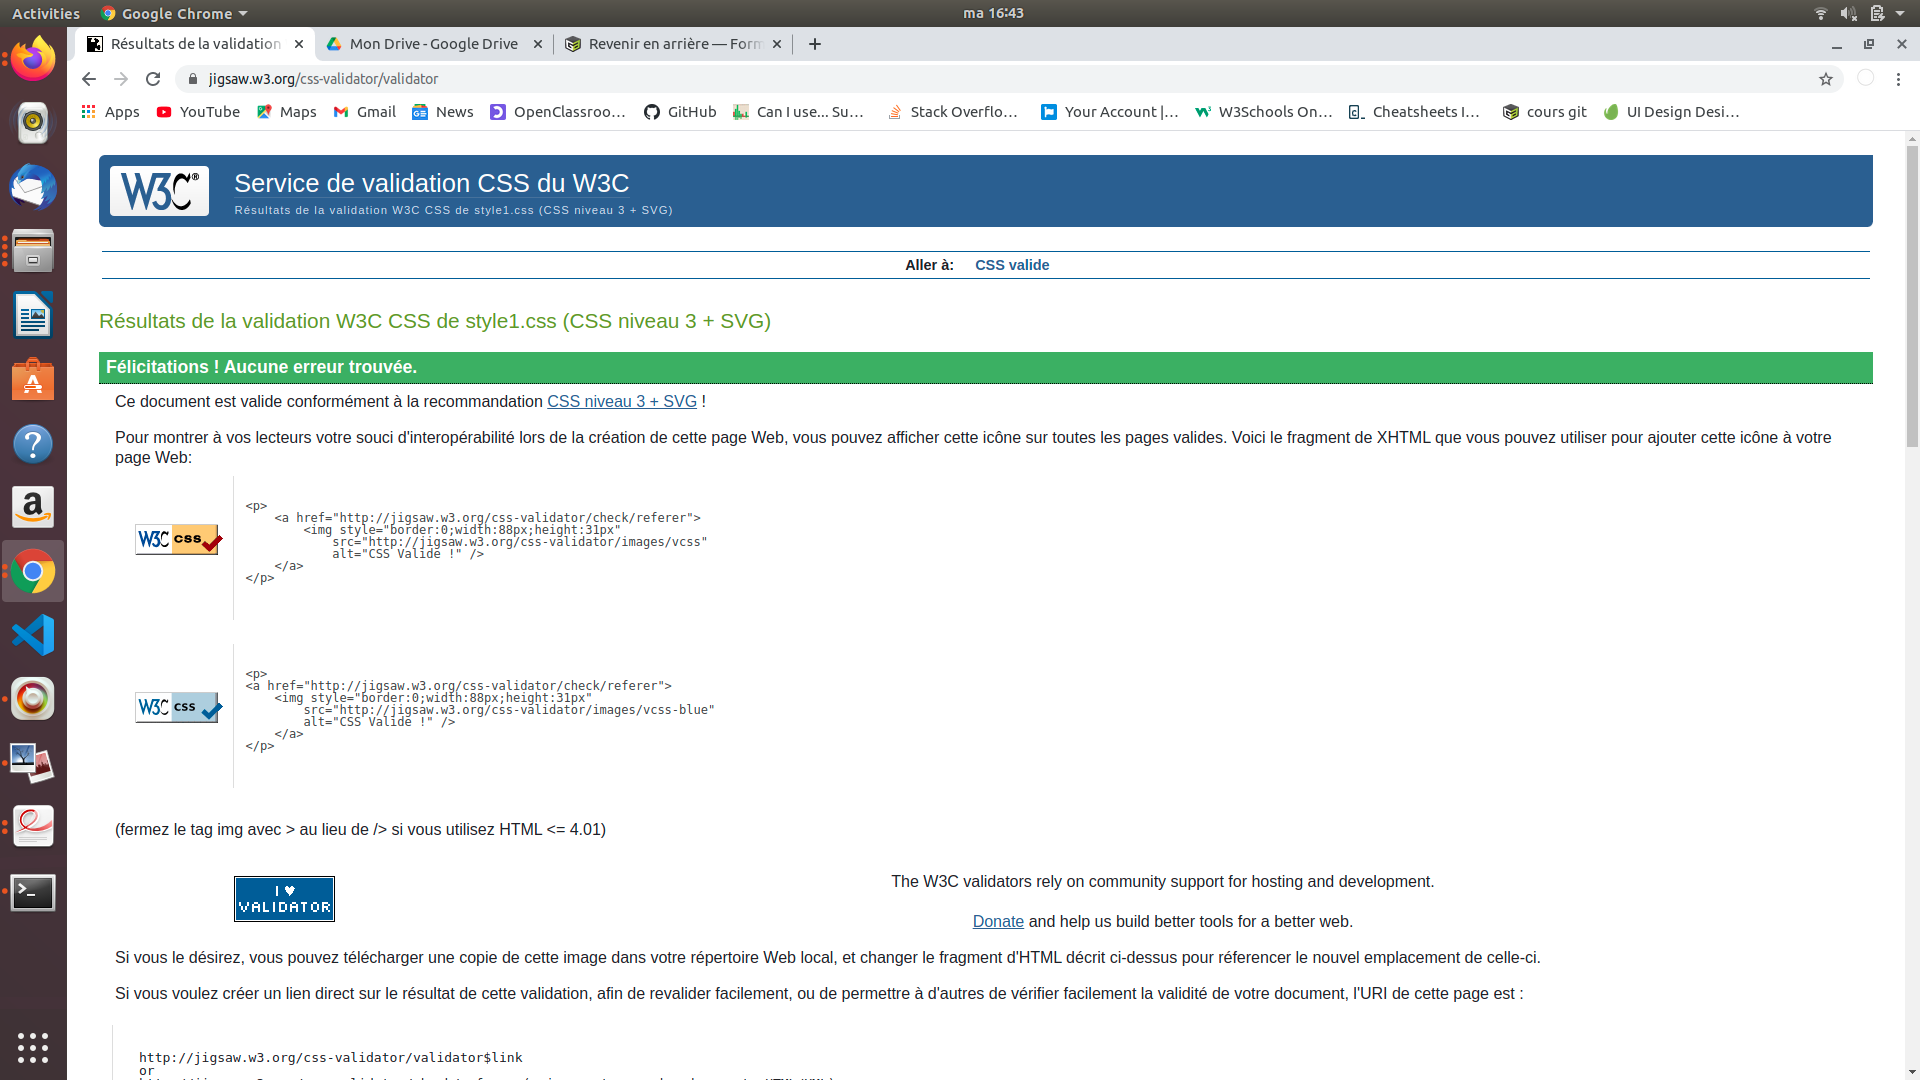 Activities
Google Chrome
ma 16:43
Résultats de la validation
Mon Drive - Google Drive
Revenir en arrière — Form
jigsaw.w3.org/css-validator/validator
Apps
YouTube
Maps
Gmail
News
OpenClassroo…
GitHub
Can I use... Su…
Stack Overflo…
Your Account |…
W3Schools On…
Cheatsheets I…
cours git
UI Design Desi…
W3C®
Service de validation CSS du W3C
Résultats de la validation W3C CSS de style1.css (CSS niveau 3 + SVG)
Aller à: CSS valide
Résultats de la validation W3C CSS de style1.css (CSS niveau 3 + SVG)
Félicitations ! Aucune erreur trouvée.
Ce document est valide conformément à la recommandation CSS niveau 3 + SVG !
Pour montrer à vos lecteurs votre souci d'interopérabilité lors de la création de cette page Web, vous pouvez afficher cette icône sur toutes les pages valides. Voici le fragment de XHTML que vous pouvez utiliser pour ajouter cette icône à votre
page Web:
W3C css
<p>
<a href="http://jigsaw.w3.org/css-validator/check/referer">
<img style="border:0;width:88px;height:31px"
src="http://jigsaw.w3.org/css-validator/images/vcss"
alt="CSS Valide !" />
</a>
</p>
W3C css
<p>
<a href="http://jigsaw.w3.org/css-validator/check/referer">
<img style="border:0;width:88px;height:31px"
src="http://jigsaw.w3.org/css-validator/images/vcss-blue"
alt="CSS Valide !" />
</a>
</p>
(fermez le tag img avec > au lieu de /> si vous utilisez HTML <= 4.01)
I ♥
VALIDATOR
The W3C validators rely on community support for hosting and development.
Donate and help us build better tools for a better web.
Si vous le désirez, vous pouvez télécharger une copie de cette image dans votre répertoire Web local, et changer le fragment d'HTML décrit ci-dessus pour réferencer le nouvel emplacement de celle-ci.
Si vous voulez créer un lien direct sur le résultat de cette validation, afin de revalider facilement, ou de permettre à d'autres de vérifier facilement la validité de votre document, l'URI de cette page est :
http://jigsaw.w3.org/css-validator/validator$link
or